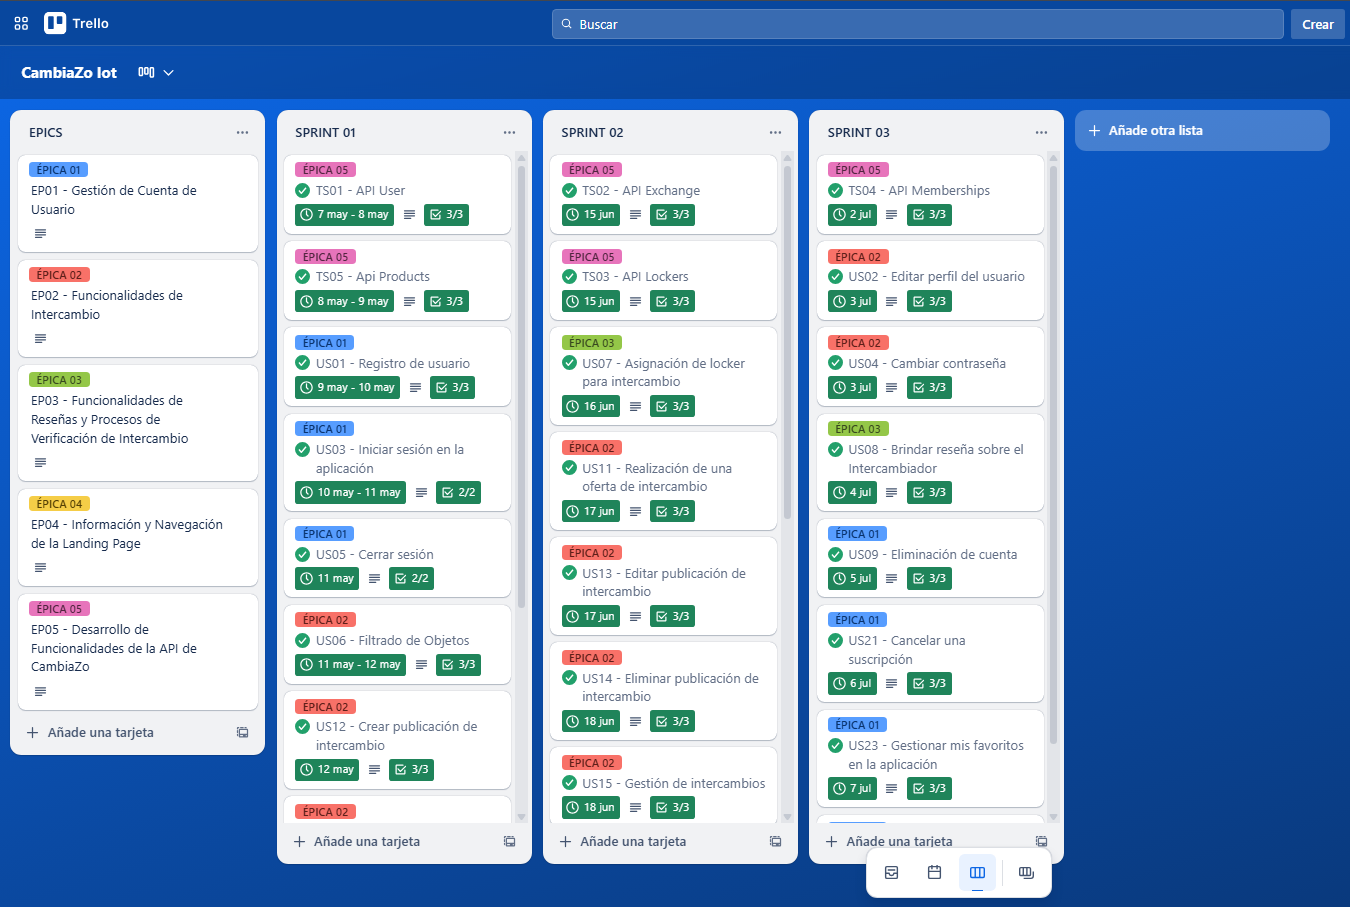 Trello
Buscar
Crear
CambiaZo Iot
EPICS
ÉPICA 01
EP01 - Gestión de Cuenta de
Usuario
ÉPICA 02
EP02 - Funcionalidades de
Intercambio
ÉPICA 03
EP03 - Funcionalidades de
Reseñas y Procesos de
Verificación de Intercambio
ÉPICA 04
EP04 - Información y Navegación
de la Landing Page
ÉPICA 05
EP05 - Desarrollo de
Funcionalidades de la API de
CambiaZo
Añade una tarjeta
SPRINT 01
ÉPICA 05
TS01 - API User
7 may - 8 may 3/3
ÉPICA 05
TS05 - Api Products
8 may - 9 may 3/3
ÉPICA 01
US01 - Registro de usuario
9 may - 10 may 3/3
ÉPICA 01
US03 - Iniciar sesión en la
aplicación
10 may - 11 may 2/2
ÉPICA 01
US05 - Cerrar sesión
11 may 2/2
ÉPICA 02
US06 - Filtrado de Objetos
11 may - 12 may 3/3
ÉPICA 02
US12 - Crear publicación de
intercambio
12 may 3/3
ÉPICA 02
Añade una tarjeta
SPRINT 02
ÉPICA 05
TS02 - API Exchange
15 jun 3/3
ÉPICA 05
TS03 - API Lockers
15 jun 3/3
ÉPICA 03
US07 - Asignación de locker
para intercambio
16 jun 3/3
ÉPICA 02
US11 - Realización de una
oferta de intercambio
17 jun 3/3
ÉPICA 02
US13 - Editar publicación de
intercambio
17 jun 3/3
ÉPICA 02
US14 - Eliminar publicación de
intercambio
18 jun 3/3
ÉPICA 02
US15 - Gestión de intercambios
18 jun 3/3
Añade una tarjeta
SPRINT 03
ÉPICA 05
TS04 - API Memberships
2 jul 3/3
ÉPICA 02
US02 - Editar perfil del usuario
3 jul 3/3
ÉPICA 02
US04 - Cambiar contraseña
3 jul 3/3
ÉPICA 03
US08 - Brindar reseña sobre el
Intercambiador
4 jul 3/3
ÉPICA 01
US09 - Eliminación de cuenta
5 jul 3/3
ÉPICA 01
US21 - Cancelar una
suscripción
6 jul 3/3
ÉPICA 01
US23 - Gestionar mis favoritos
en la aplicación
7 jul 3/3
Añade una tarjeta
Añade otra lista